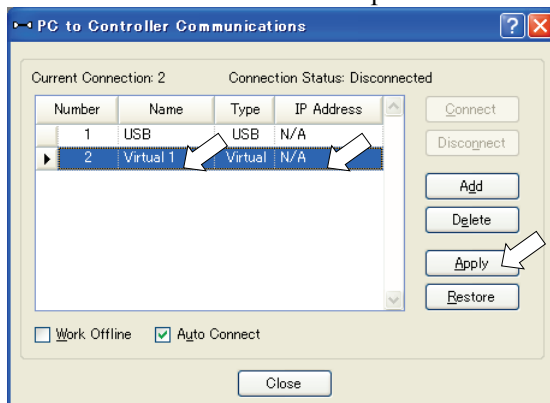 PC to Controller Communications
Current Connection: 2 Connection Status: Disconnected
Number Name Type IP Address
1 USB USB N/A
2 Virtual 1 Virtual N/A
Connect
Disconnect
Add
Delete
Apply
Restore
Work Offline Auto Connect
Close